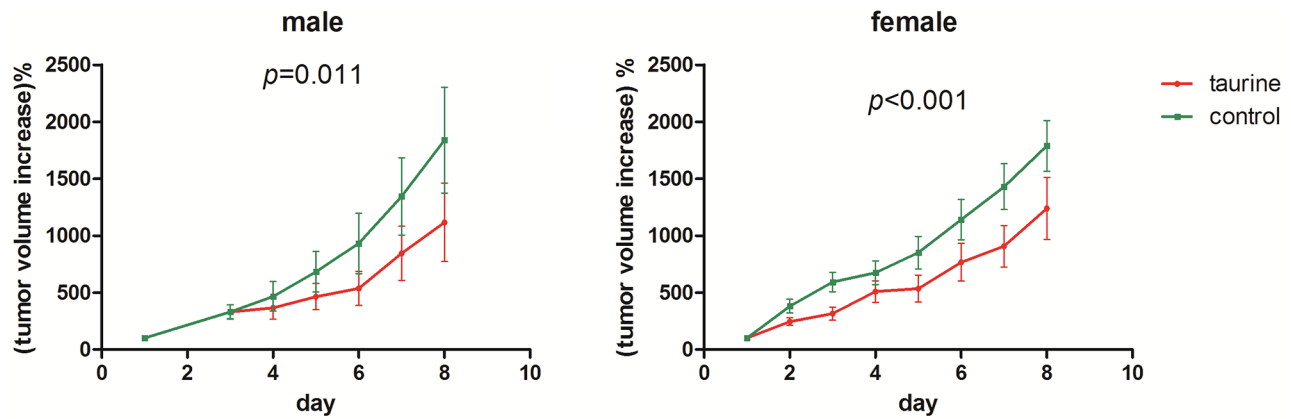 male
(tumor volume increase)%
2500
2000
1500
1000
500
0
p=0.011
0 2 4 6 8 10
day
female
(tumor volume increase) %
2500
2000
1500
1000
500
0
p<0.001
0 2 4 6 8 10
day
taurine
control